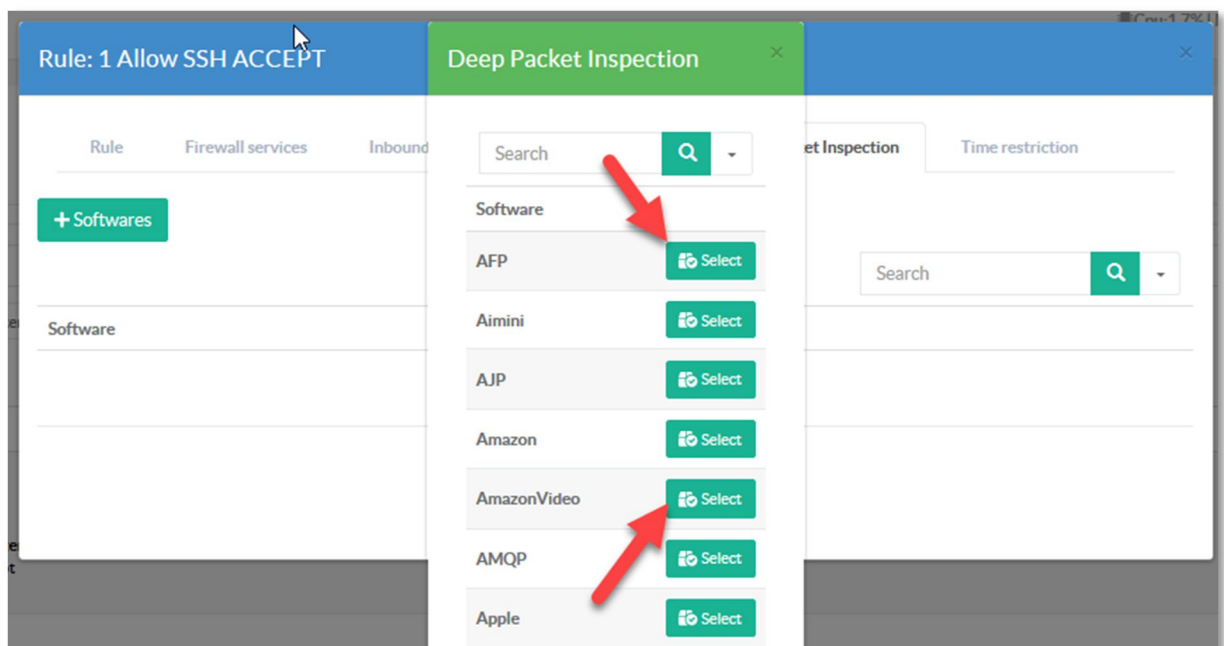 Cpu:1.7%
Rule: 1 Allow SSH ACCEPT
Deep Packet Inspection
×
×
Rule
Firewall services
Inbound
Search
et Inspection
Time restriction
+ Softwares
Software
AFP
Select
Search
Aimini
Select
Software
AJP
Select
Amazon
Select
AmazonVideo
Select
AMQP
Select
Apple
Select